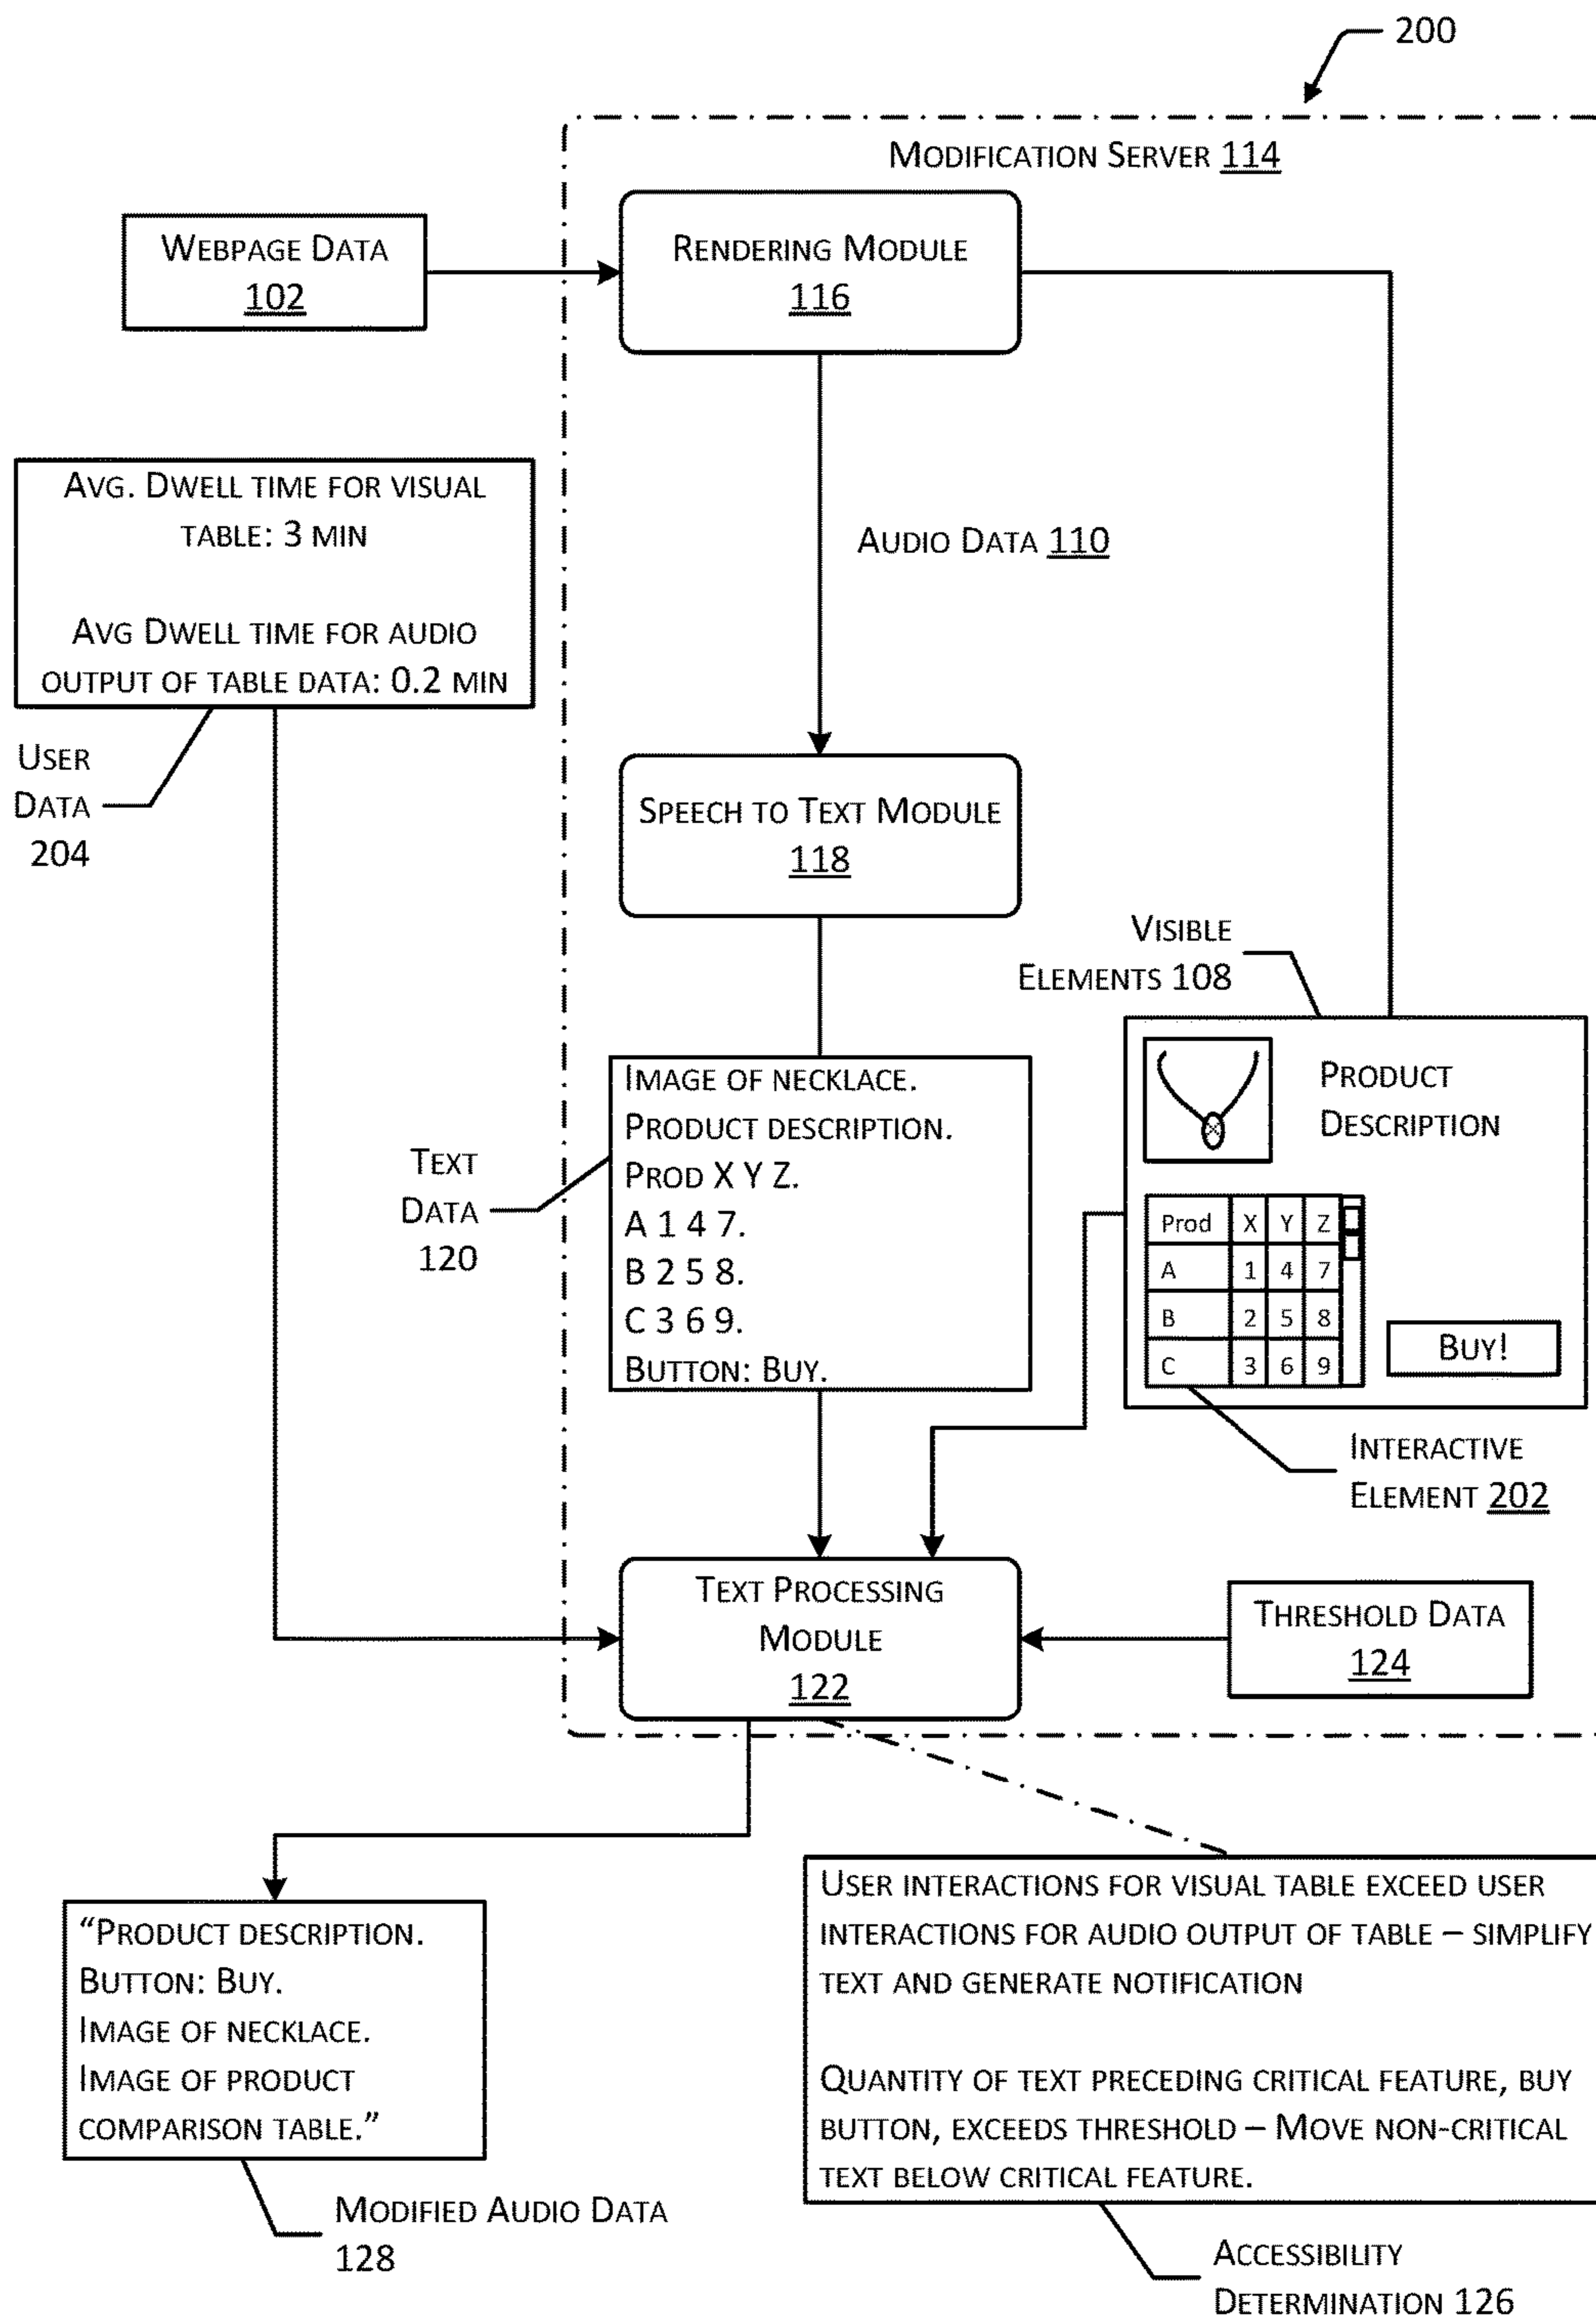 200
Modification Server 114
Webpage Data
102
Rendering Module
116
Avg. Dwell time for visual
table: 3 min
Avg Dwell time for audio
output of table data: 0.2 min
Audio Data 110
User
Data
204
Speech to Text Module
118
Visible
Elements 108
Image of necklace.
Product description.
Prod X Y Z.
A 1 4 7.
B 2 5 8.
C 3 6 9.
Button: Buy.
Text
Data
120
Product
Description
Prod X Y Z
A 1 4 7
B 2 5 8
C 3 6 9
Buy!
Interactive
Element 202
Text Processing
Module
122
Threshold Data
124
"Product description.
Button: Buy.
Image of necklace.
Image of product
comparison table."
Modified Audio Data
128
User interactions for visual table exceed user
interactions for audio output of table – simplify
text and generate notification
Quantity of text preceding critical feature, buy
button, exceeds threshold – Move non-critical
text below critical feature.
Accessibility
Determination 126